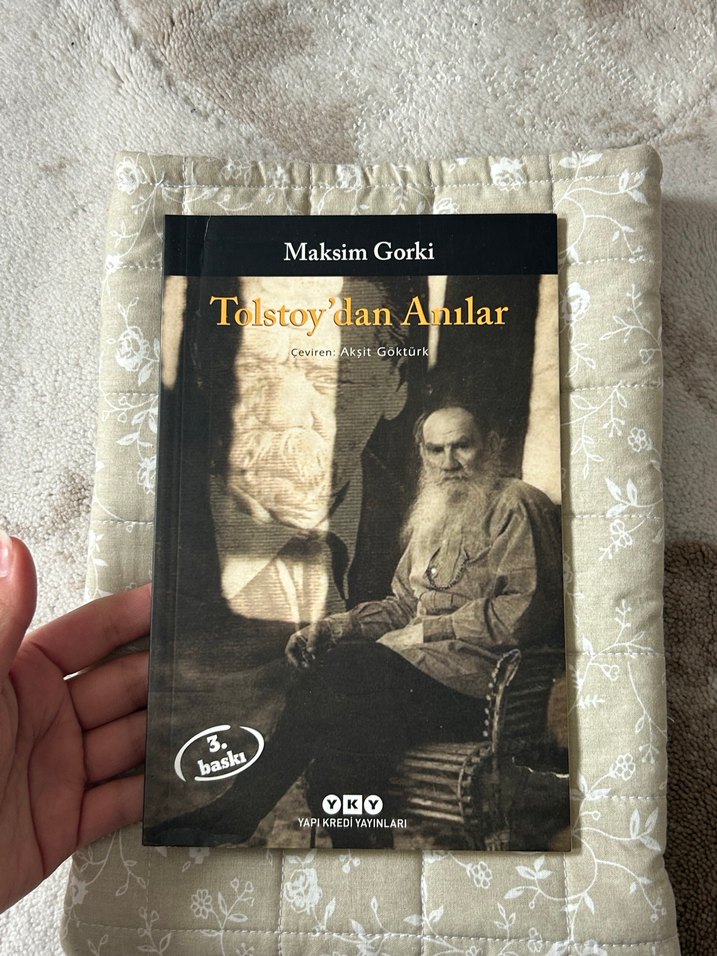 Maksim Gorki
Tolstoy'dan Anılar
Çeviren: Akşit Göktürk
3.
baskı
YKY
YAPI KREDİ YAYINLARI